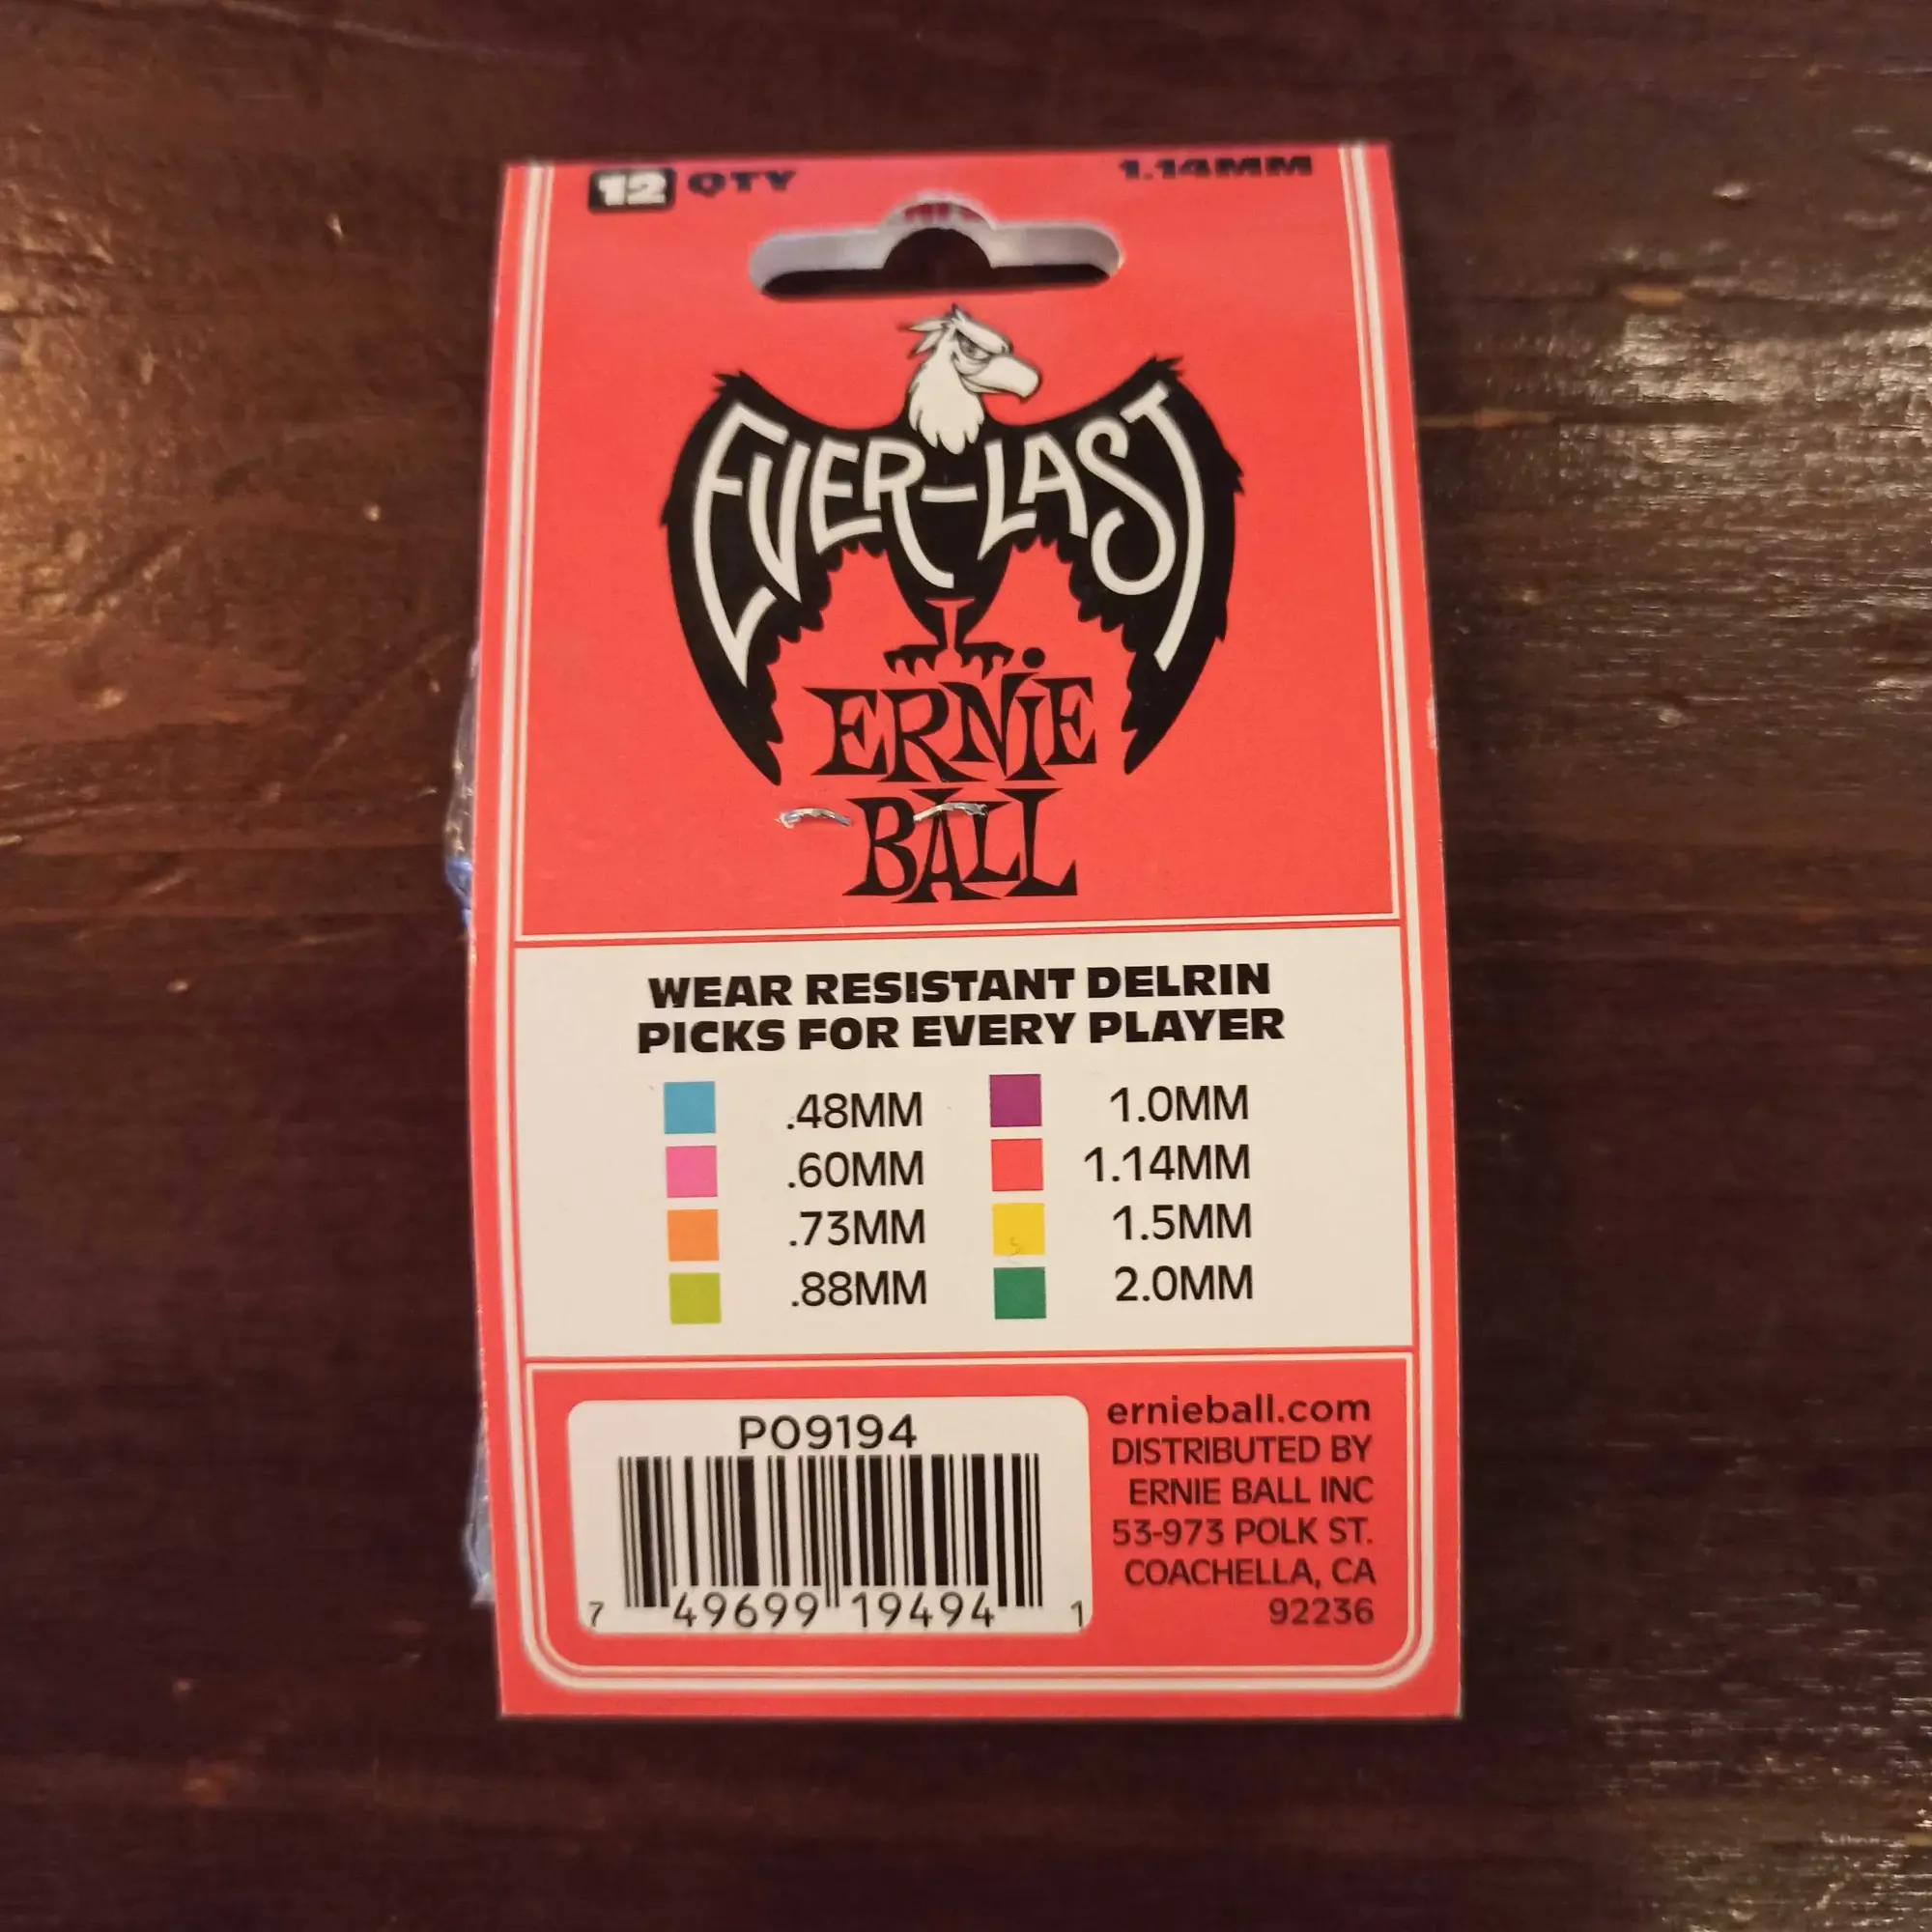 12 QTY 1.14MM
EVER-LAST
ERNiE
BALL
WEAR RESISTANT DELRIN
PICKS FOR EVERY PLAYER
.48MM 1.0MM
.60MM 1.14MM
.73MM 1.5MM
.88MM 2.0MM
P09194
7 49699 19494 1
ernieball.com
DISTRIBUTED BY
ERNIE BALL INC
53-973 POLK ST.
COACHELLA, CA
92236